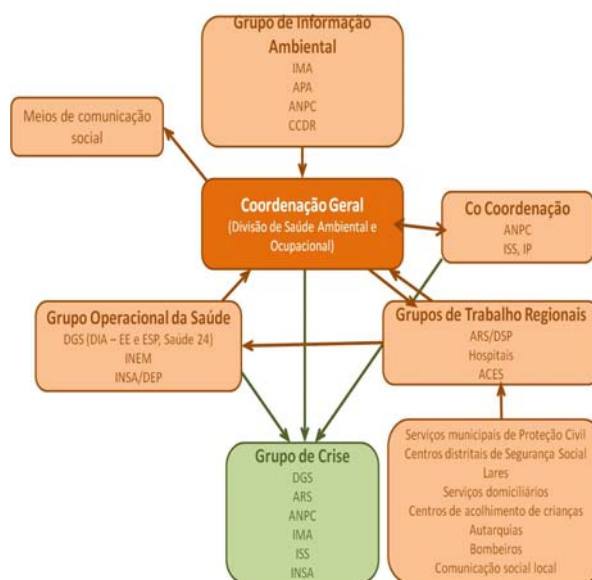 Grupo de Informação
Ambiental
IMA
APA
ANPC
CCDR
Meios de comunicação
social
Coordenação Geral
(Divisão de Saúde Ambiental e
Ocupacional)
Co Coordenação
ANPC
ISS, IP
Grupo Operacional da Saúde
DGS (DIA – EE e ESP, Saúde 24)
INEM
INSA/DEP
Grupos de Trabalho Regionais
ARS/DSP
Hospitais
ACES
Grupo de Crise
DGS
ARS
ANPC
IMA
ISS
INSA
Serviços municipais de Proteção Civil
Centros distritais de Segurança Social
Lares
Serviços domiciliários
Centros de acolhimento de crianças
Autarquias
Bombeiros
Comunicação social local